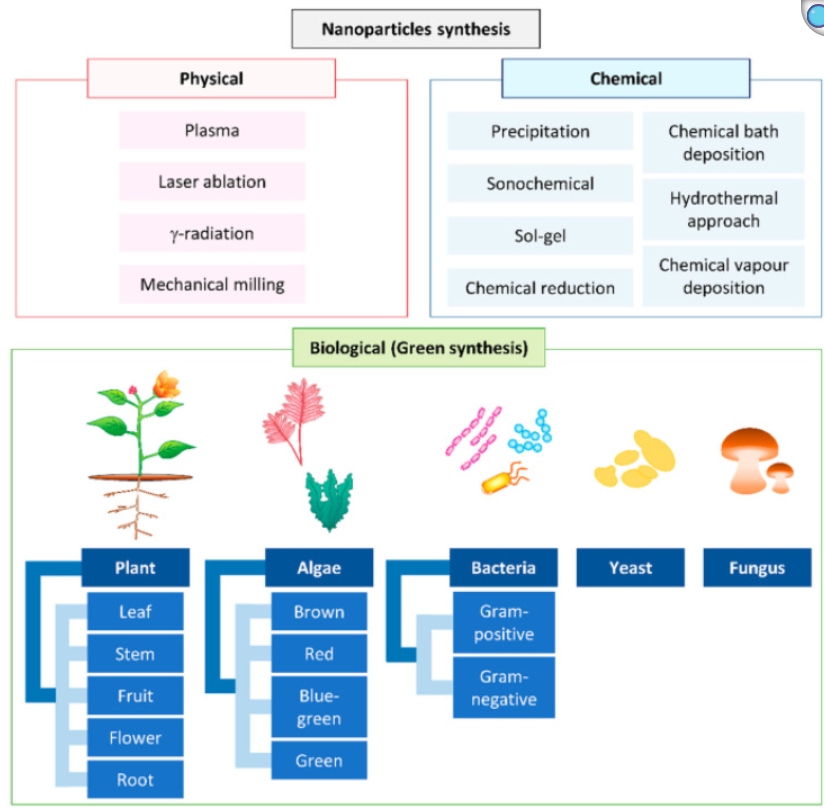 Nanoparticles synthesis
Physical
Plasma
Laser ablation
γ-radiation
Mechanical milling
Chemical
Precipitation
Sonochemical
Sol-gel
Chemical reduction
Chemical bath
deposition
Hydrothermal
approach
Chemical vapour
deposition
Biological (Green synthesis)
Plant
Leaf
Stem
Fruit
Flower
Root
Algae
Brown
Red
Blue-
green
Green
Bacteria
Gram-
positive
Gram-
negative
Yeast
Fungus